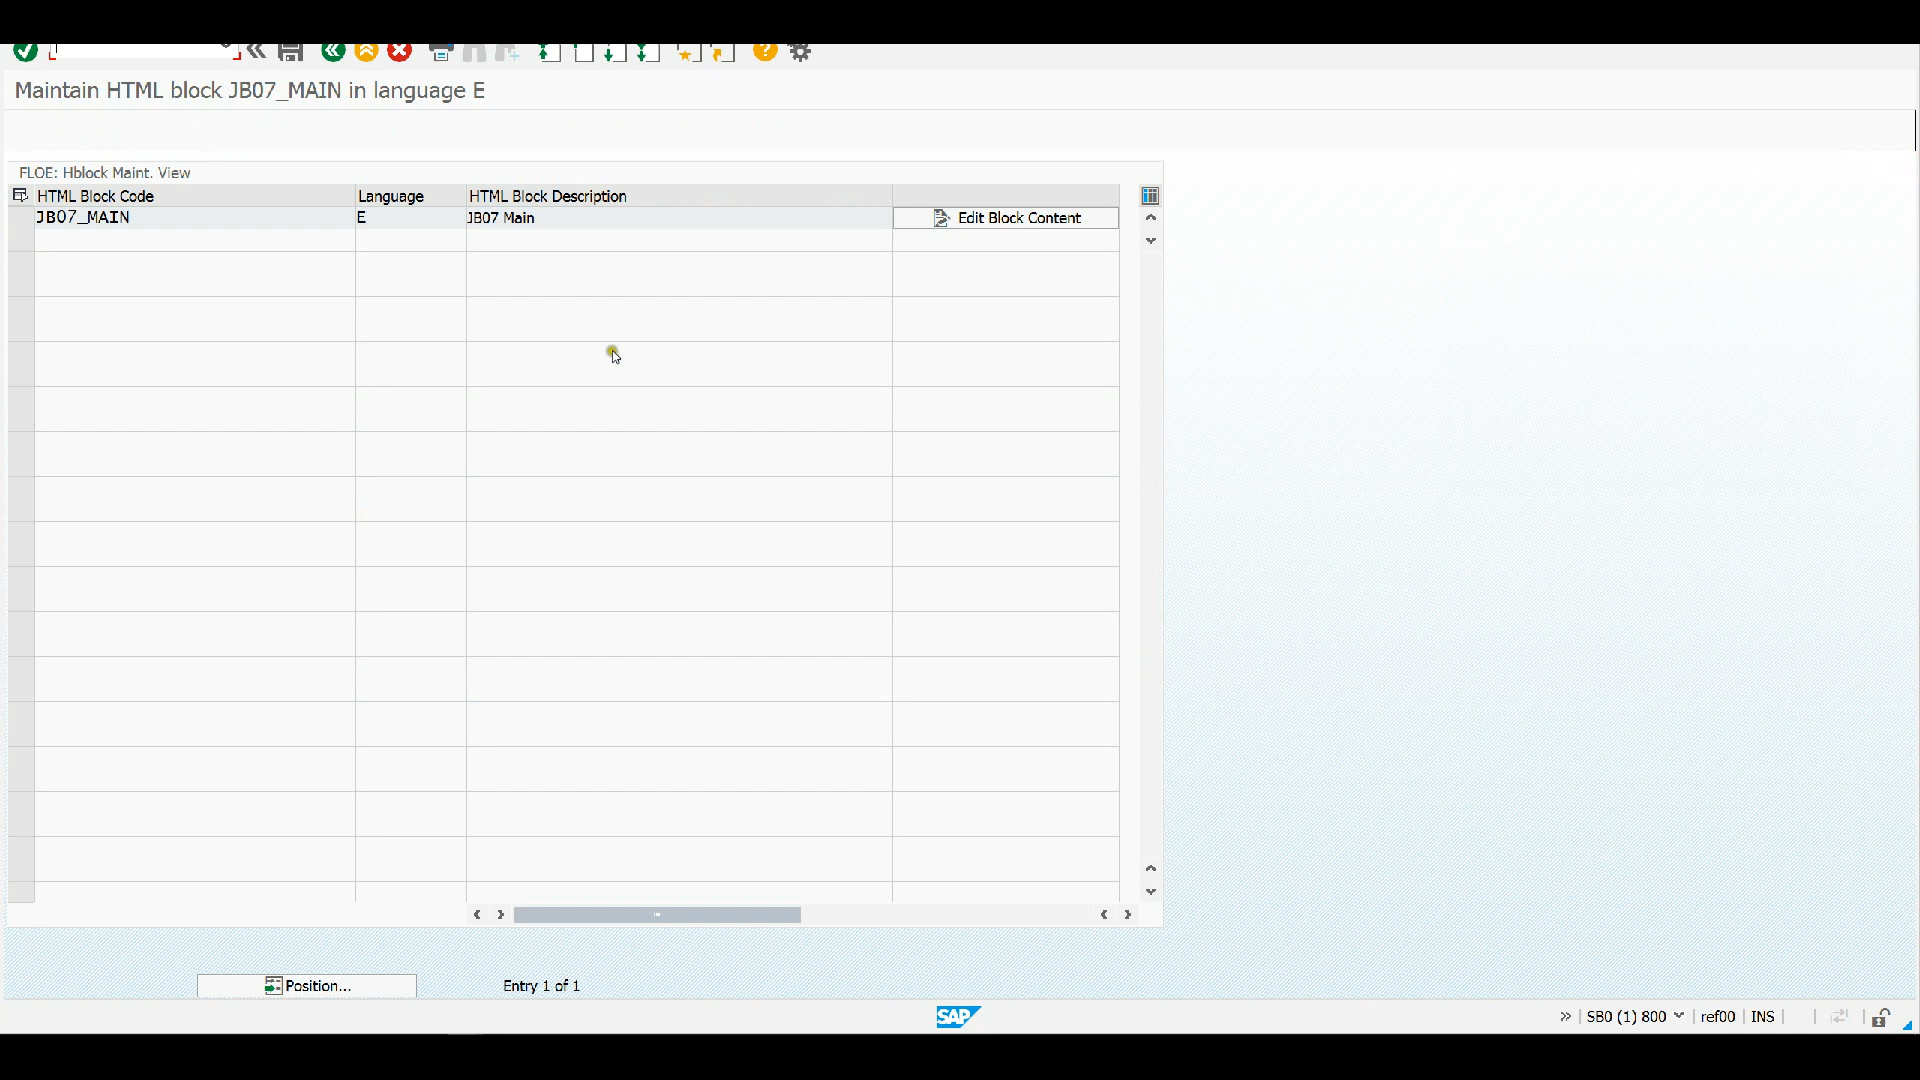 Maintain HTML block JB07_MAIN in language E
FLOE: Hblock Maint. View
HTML Block Code Language HTML Block Description
JB07_MAIN E JB07 Main Edit Block Content
Position... Entry 1 of 1
SAP SB0 (1) 800 ref00 INS